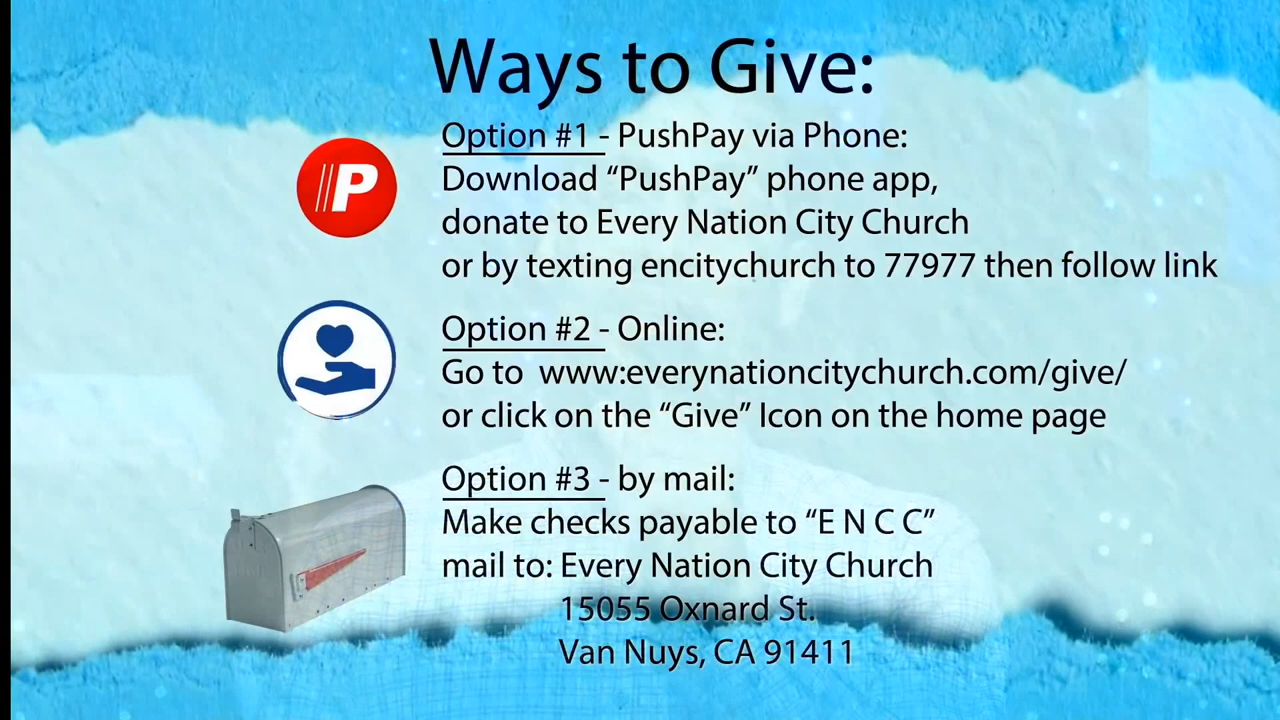 Ways to Give:
Option #1 - PushPay via Phone:
Download “PushPay” phone app,
donate to Every Nation City Church
or by texting encitychurch to 77977 then follow link
P
Option #2 - Online:
Go to  www:everynationcitychurch.com/give/
or click on the “Give” Icon on the home page
Option #3 - by mail:
Make checks payable to “E N C C”
mail to: Every Nation City Church
15055 Oxnard St.
Van Nuys, CA 91411